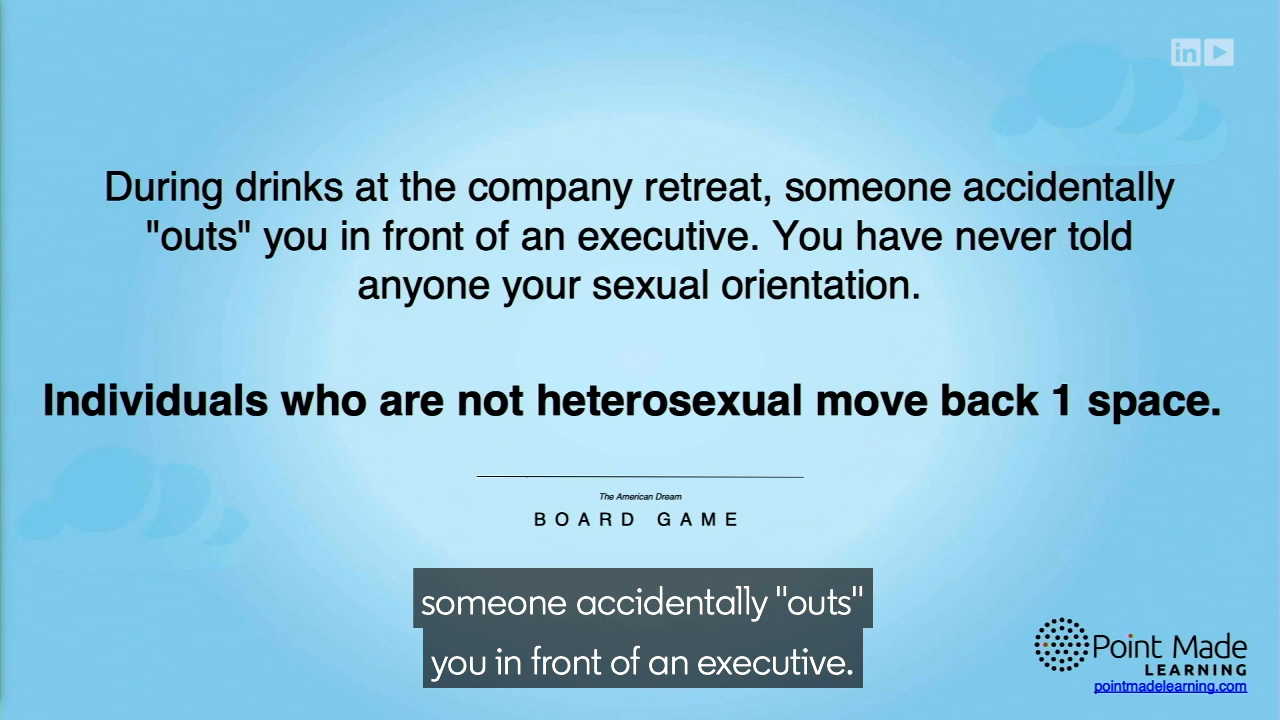 in
During drinks at the company retreat, someone accidentally
"outs" you in front of an executive. You have never told
anyone your sexual orientation.
Individuals who are not heterosexual move back 1 space.
The American Dream
BOARD GAME
someone accidentally "outs"
you in front of an executive.
Point Made
LEARNING
pointmadelearning.com